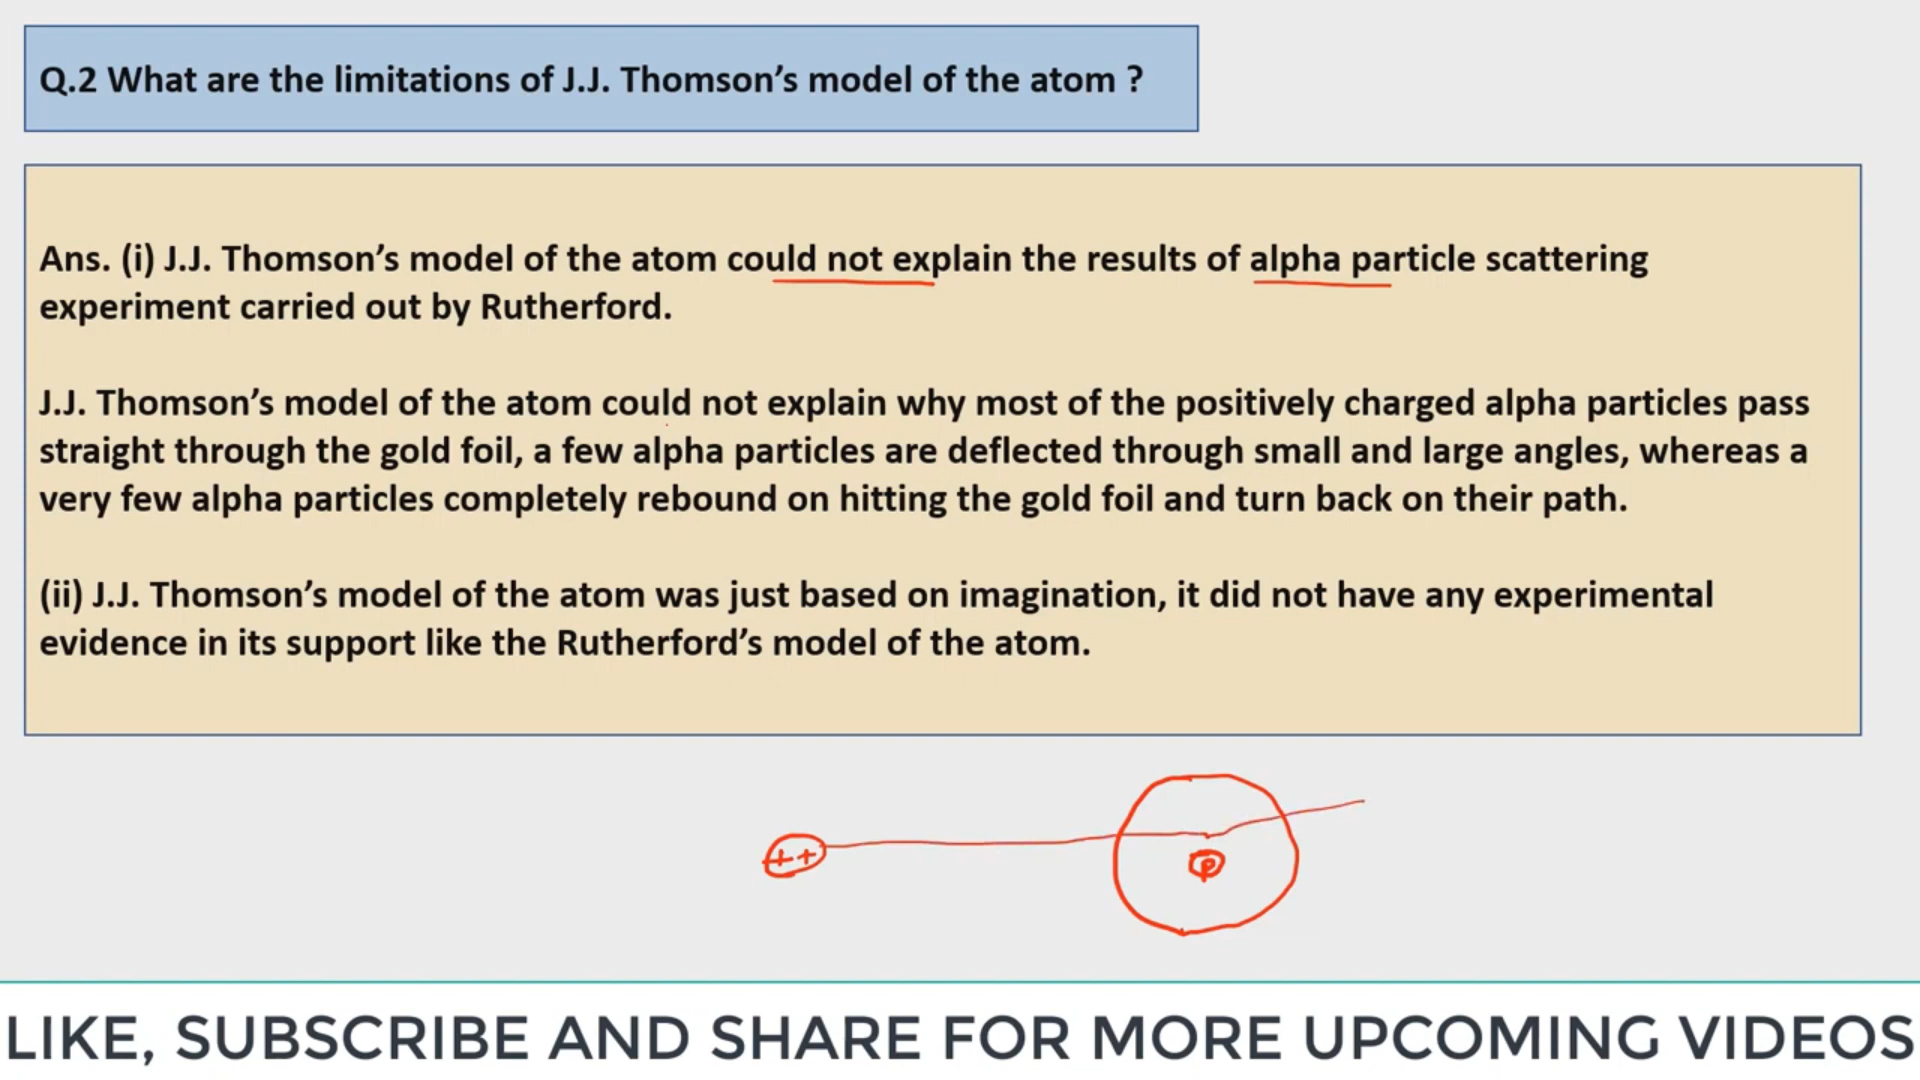 Q.2 What are the limitations of J.J. Thomson’s model of the atom ?
Ans. (i) J.J. Thomson’s model of the atom could not explain the results of alpha particle scattering
experiment carried out by Rutherford.
J.J. Thomson’s model of the atom could not explain why most of the positively charged alpha particles pass
straight through the gold foil, a few alpha particles are deflected through small and large angles, whereas a
very few alpha particles completely rebound on hitting the gold foil and turn back on their path.
(ii) J.J. Thomson’s model of the atom was just based on imagination, it did not have any experimental
evidence in its support like the Rutherford’s model of the atom.
++
P
LIKE, SUBSCRIBE AND SHARE FOR MORE UPCOMING VIDEOS